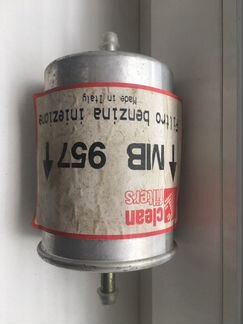 Filtro benzina iniezione
Made in Italy
↑ MB 957 ↑
clean
filters